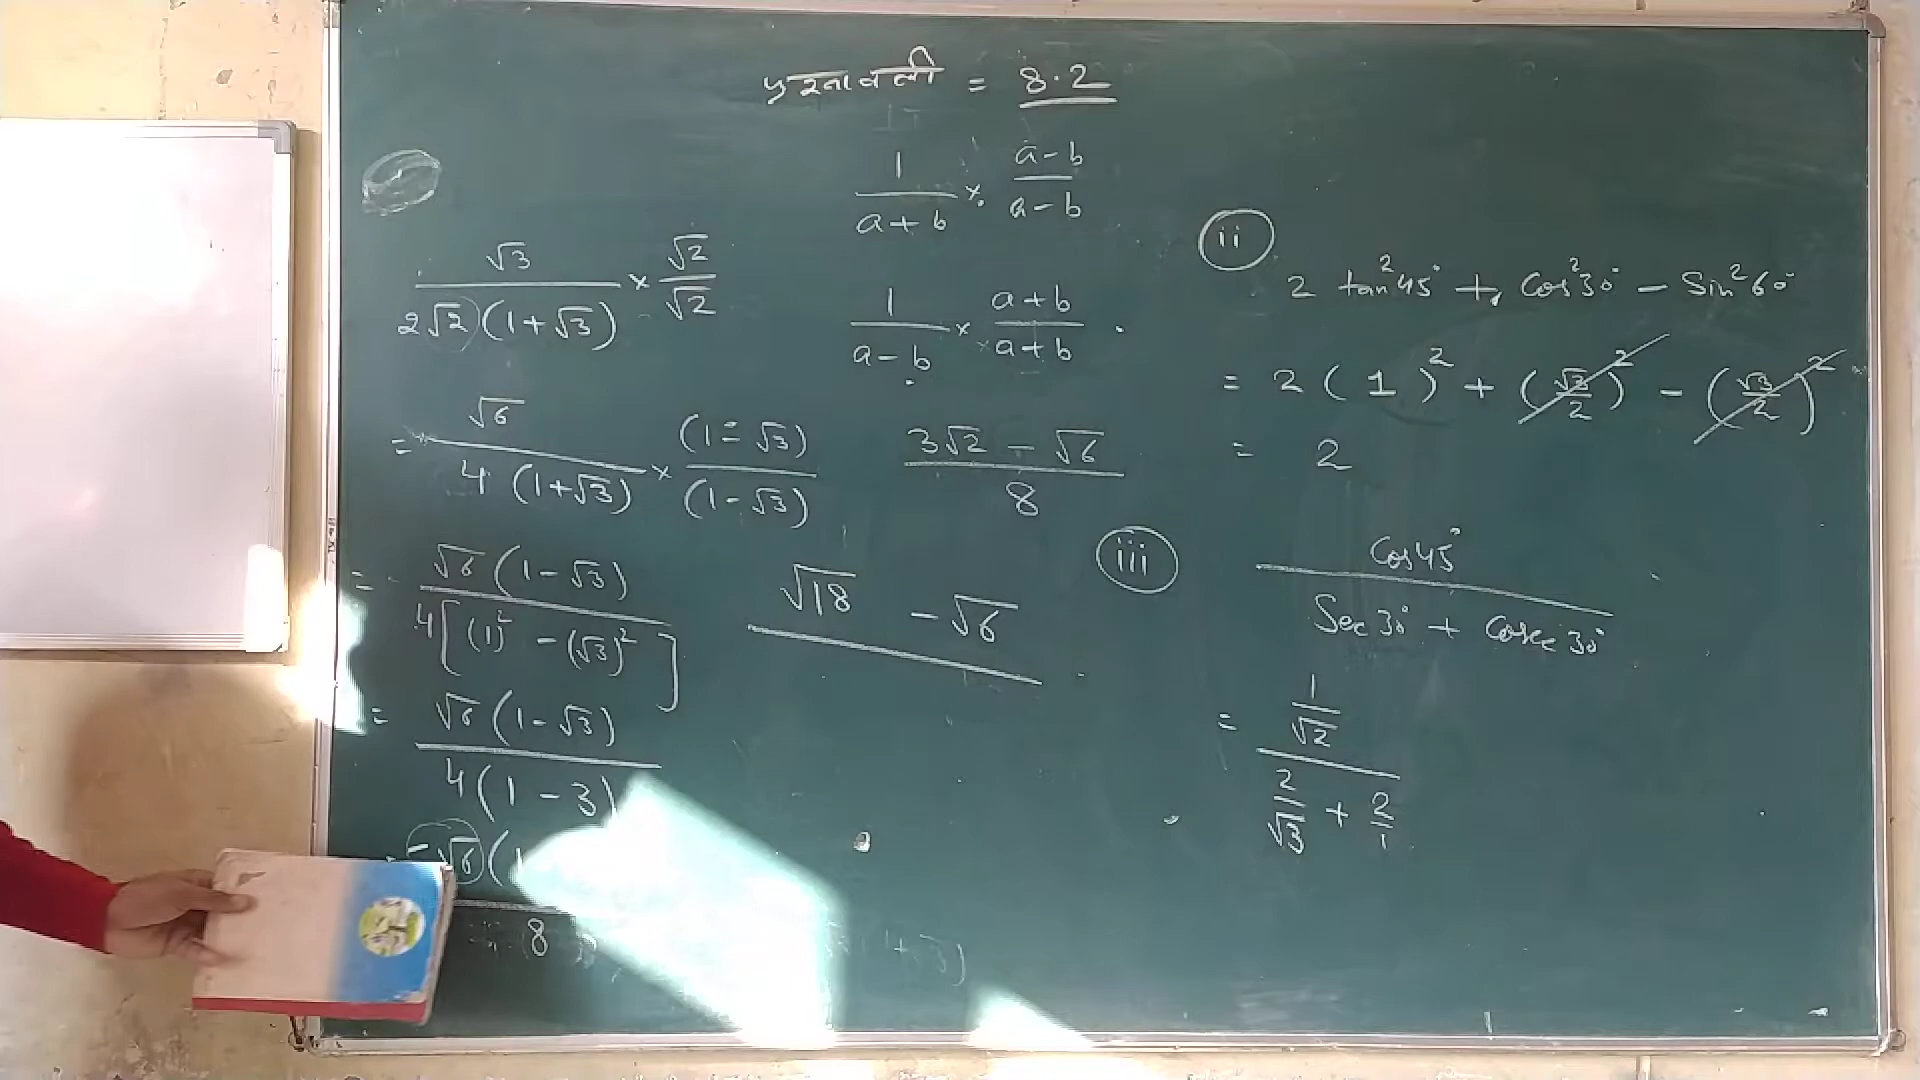 प्रश्नावली = 8.2
1/(a+b) × (a-b)/(a-b)
1/(a-b) × (a+b)/(a+b)
√3/(2√2(1+√3)) × √2/√2
= √6/(4(1+√3)) × (1-√3)/(1-√3)
= √6(1-√3)/(4[(1)²-(√3)²])
= √6(1-√3)/(4(1-3))
-√6(1
8
(3√2-√6)/8
√18 -√6
ii
2 tan²45° + Cos²30° - Sin²60°
= 2(1)² + (√3/2)² - (√3/2)²
= 2
iii
Cos45°/(Sec30° + Cosec30°)
= (1/√2)/(2/√3 + 2/1)